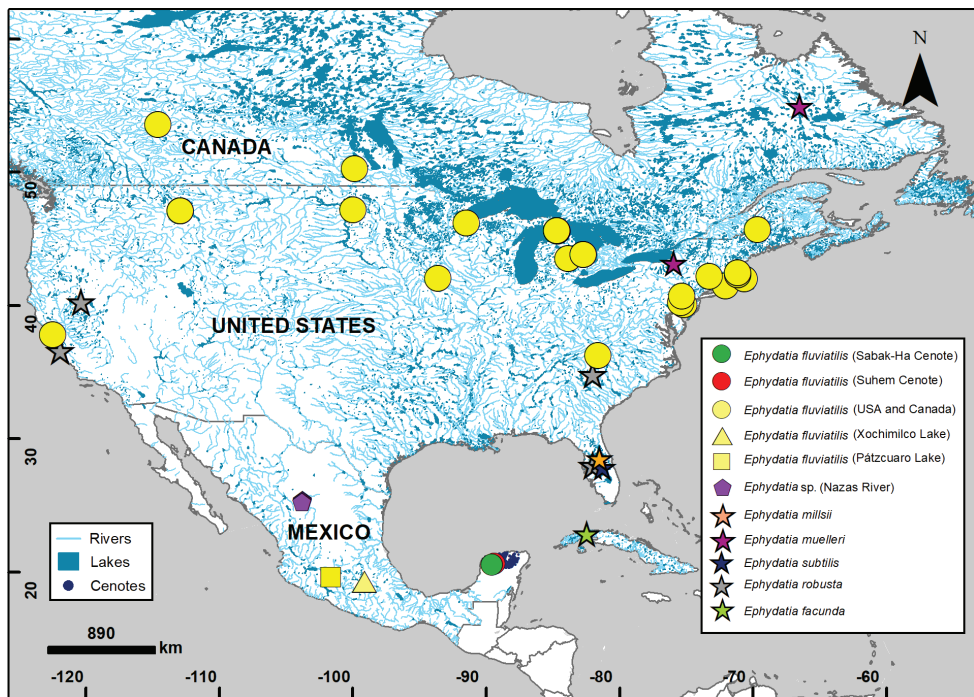 N
CANADA
UNITED STATES
MEXICO
50
40
30
20
-120
-110
-100
-90
-80
-70
Ephydatia fluviatilis (Sabak-Ha Cenote)
Ephydatia fluviatilis (Suhem Cenote)
Ephydatia fluviatilis (USA and Canada)
Ephydatia fluviatilis (Xochimilco Lake)
Ephydatia fluviatilis (Pátzcuaro Lake)
Ephydatia sp. (Nazas River)
Ephydatia millsii
Ephydatia muelleri
Ephydatia subtilis
Ephydatia robusta
Ephydatia facunda
Rivers
Lakes
Cenotes
890
km